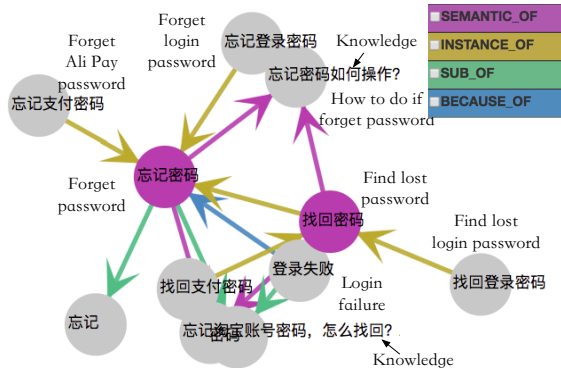 SEMANTIC_OF
INSTANCE_OF
SUB_OF
BECAUSE_OF
Forget
login
password
忘记登录密码
Knowledge
Forget
Ali Pay
password
忘记密码如何操作?
忘记支付密码
How to do if
forget password
忘记密码
Forget
password
Find lost
password
找回密码
Find lost
login password
登录失败
找回支付密码
Login
failure
找回登录密码
忘记
忘记淘宝账号密码，怎么找回?
密码
Knowledge